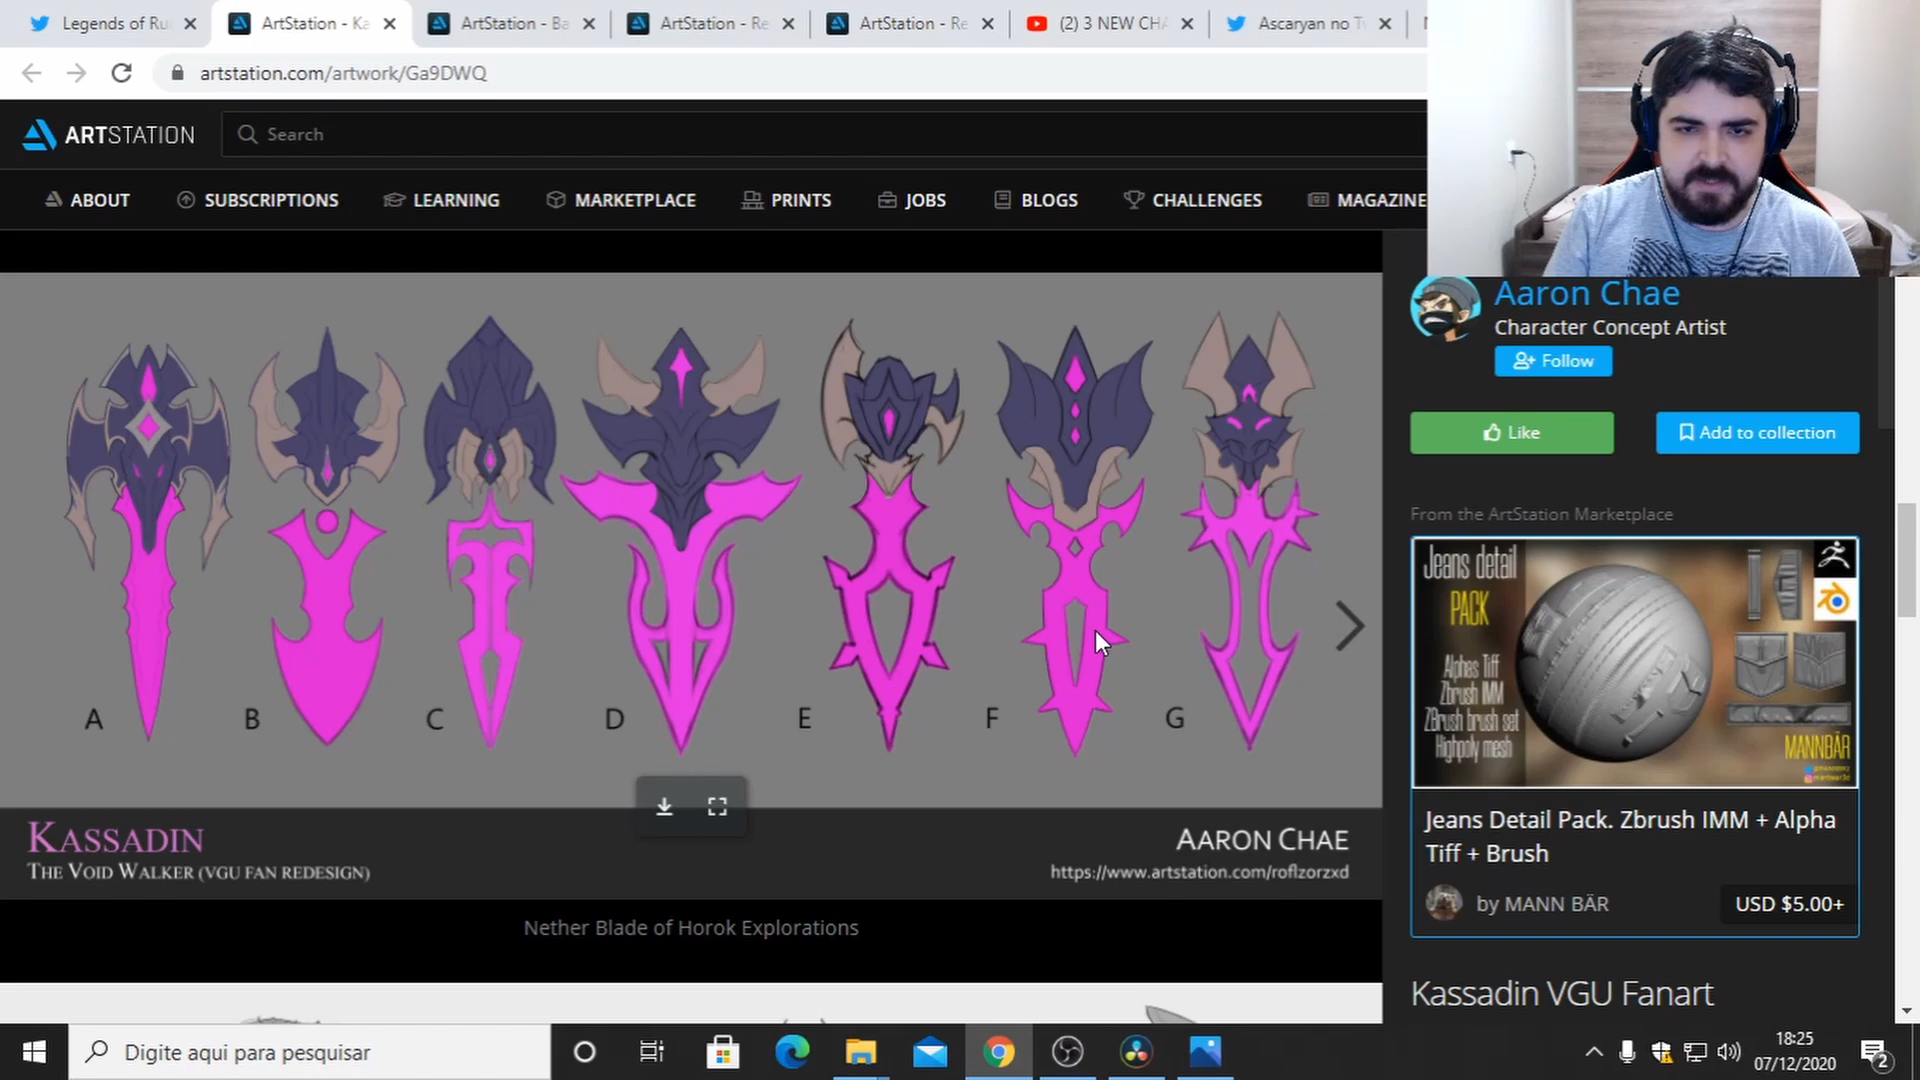 Legends of Ru
ArtStation - Ka
ArtStation - Ba
ArtStation - Re
ArtStation - Re
(2) 3 NEW CHA
Ascaryan no Tw
artstation.com/artwork/Ga9DWQ
ARTSTATION
Search
ABOUT
SUBSCRIPTIONS
LEARNING
MARKETPLACE
PRINTS
JOBS
BLOGS
CHALLENGES
MAGAZINE
Aaron Chae
Character Concept Artist
Follow
Like
Add to collection
From the ArtStation Marketplace
Jeans detail
PACK
Alphas Tiff
Zbrush IMM
ZBrush brush set
Highpoly mesh
MANNBÄR
Jeans Detail Pack. Zbrush IMM + Alpha
Tiff + Brush
by MANN BÄR
USD $5.00+
Kassadin VGU Fanart
A
B
C
D
E
F
G
KASSADIN
THE VOID WALKER (VGU FAN REDESIGN)
AARON CHAE
https://www.artstation.com/roflzorzxd
Nether Blade of Horok Explorations
Digite aqui para pesquisar
18:25
07/12/2020
2